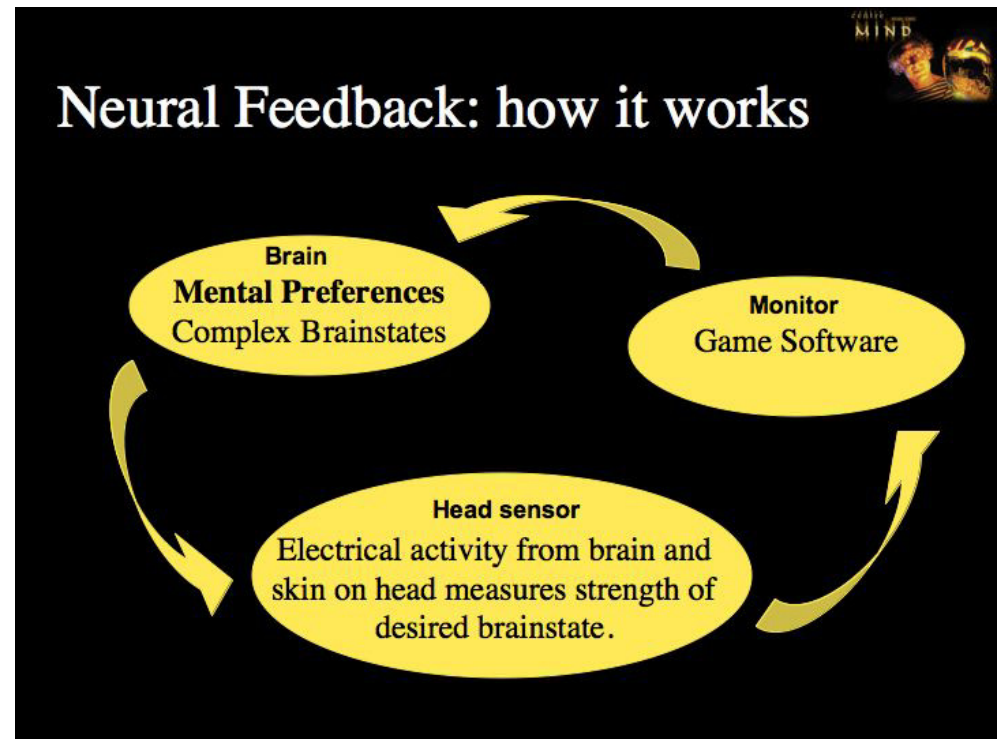 MIND
Neural Feedback: how it works
Brain
Mental Preferences
Complex Brainstates
Monitor
Game Software
Head sensor
Electrical activity from brain and
skin on head measures strength of
desired brainstate.